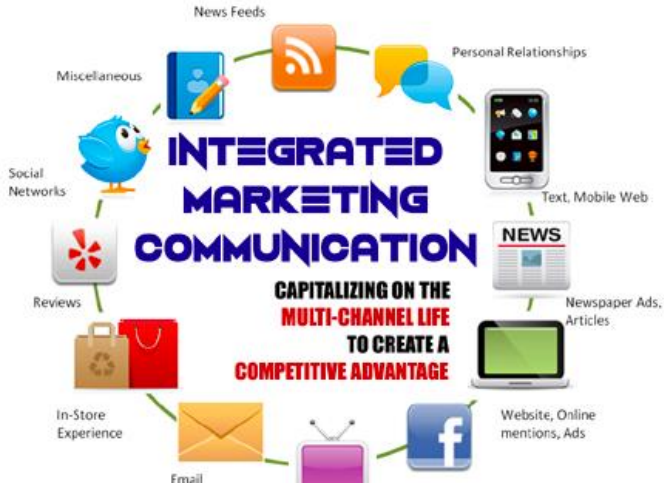 News Feeds
Personal Relationships
Miscellaneous
INTEGRATED
MARKETING
COMMUNICATION
Social
Networks
Text, Mobile Web
NEWS
CAPITALIZING ON THE
MULTI-CHANNEL LIFE
TO CREATE A
COMPETITIVE ADVANTAGE
Reviews
Newspaper Ads,
Articles
In-Store
Experience
Website, Online
mentions, Ads
f
Email